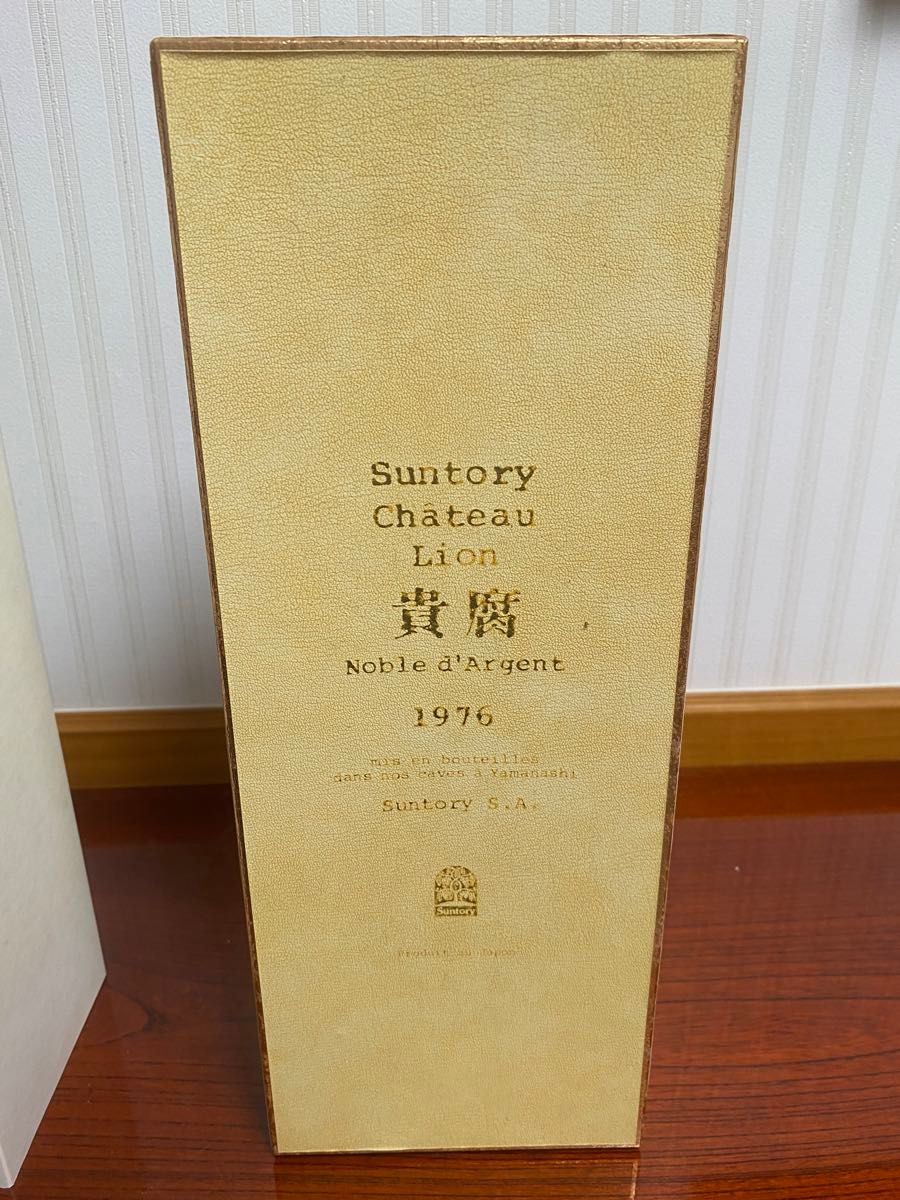 Suntory
Château
Lion
貴腐
Noble d'Argent
1976
mis en bouteilles
dans nos caves à Yamanashi
Suntory S.A.
Suntory
Produit au Japon